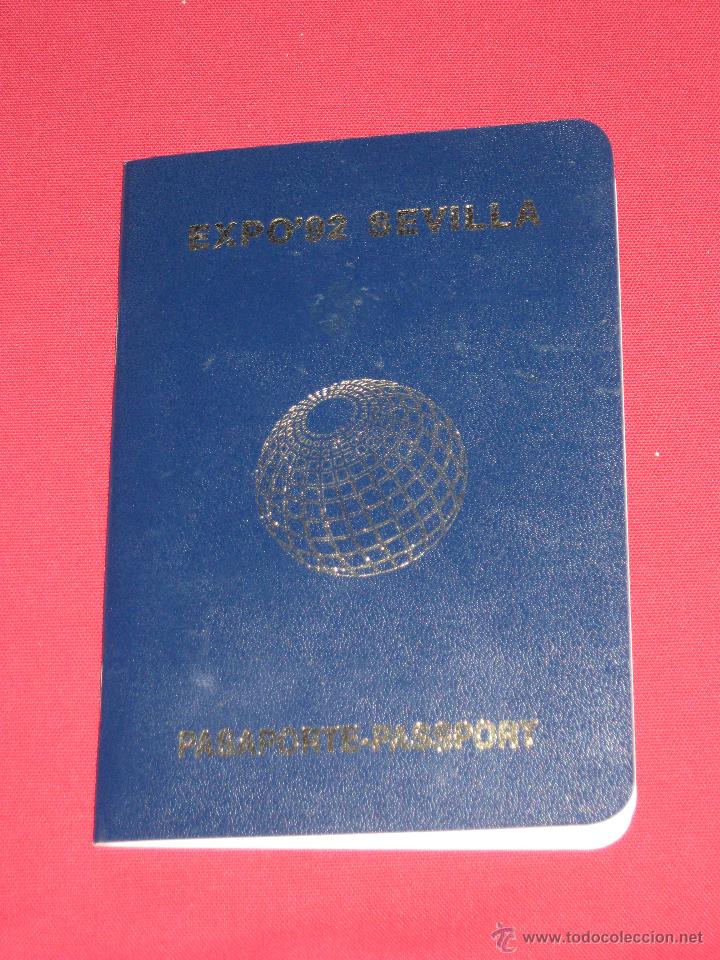 EXPO'92 SEVILLA
PASAPORTE-PASSPORT
www.todocoleccion.net